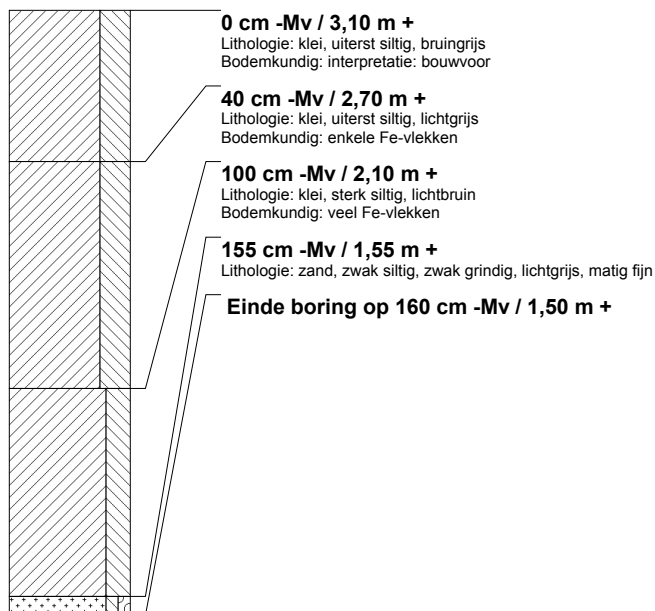 0 cm -Mv / 3,10 m +
Lithologie: klei, uiterst siltig, bruingrijs
Bodemkundig: interpretatie: bouwvoor
40 cm -Mv / 2,70 m +
Lithologie: klei, uiterst siltig, lichtgrijs
Bodemkundig: enkele Fe-vlekken
100 cm -Mv / 2,10 m +
Lithologie: klei, sterk siltig, lichtbruin
Bodemkundig: veel Fe-vlekken
155 cm -Mv / 1,55 m +
Lithologie: zand, zwak siltig, zwak grindig, lichtgrijs, matig fijn
Einde boring op 160 cm -Mv / 1,50 m +